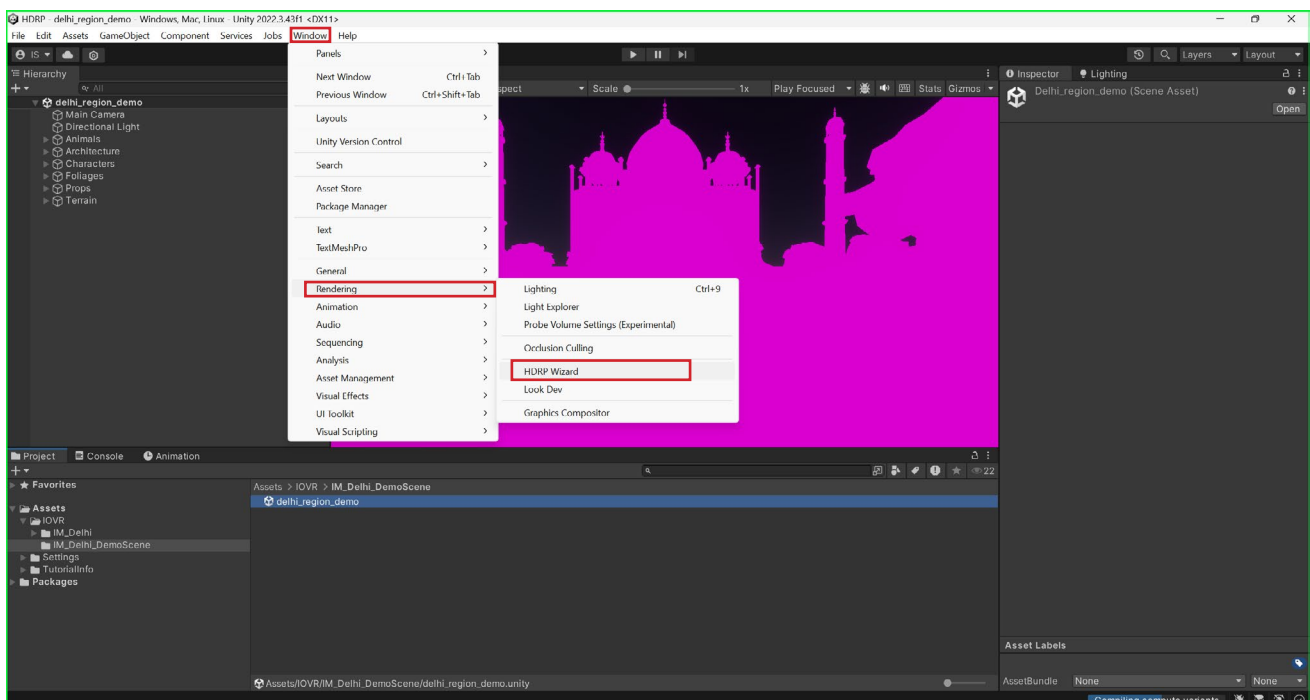 HDRP - delhi_region_demo - Windows, Mac, Linux - Unity 2022.3.43f1 <DX11>
File Edit Assets GameObject Component Services Jobs Window Help
IS Layers Layout
Hierarchy
All
delhi_region_demo
Main Camera
Directional Light
Animals
Architecture
Characters
Foliages
Props
Terrain
Panels
Next Window Ctrl+Tab
Previous Window Ctrl+Shift+Tab
Layouts
Unity Version Control
Search
Asset Store
Package Manager
Text
TextMeshPro
General
Rendering
Animation
Audio
Sequencing
Analysis
Asset Management
Visual Effects
UI Toolkit
Visual Scripting
Lighting Ctrl+9
Light Explorer
Probe Volume Settings (Experimental)
Occlusion Culling
HDRP Wizard
Look Dev
Graphics Compositor
spect Scale 1x Play Focused Stats Gizmos
Inspector Lighting
Delhi_region_demo (Scene Asset)
Open
Project Console Animation
22
Favorites
Assets
IOVR
IM_Delhi
IM_Delhi_DemoScene
Settings
TutorialInfo
Packages
Assets > IOVR > IM_Delhi_DemoScene
delhi_region_demo
Assets/IOVR/IM_Delhi_DemoScene/delhi_region_demo.unity
Asset Labels
AssetBundle None None
Compiling compute variants